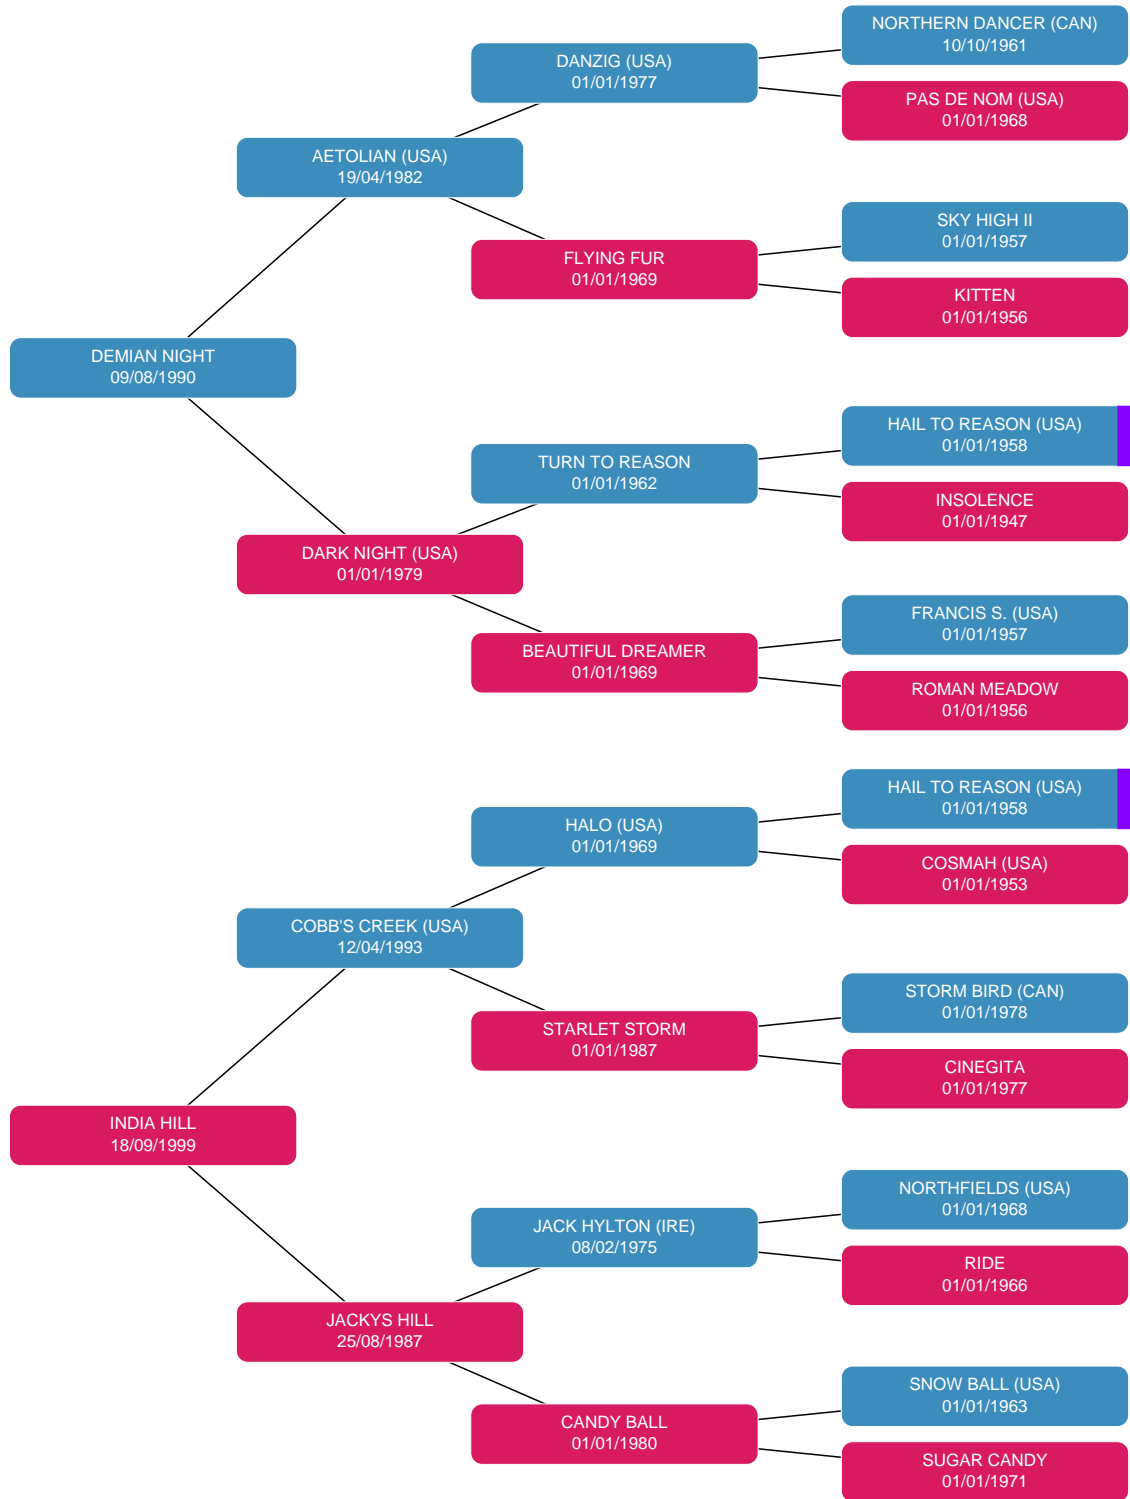 NORTHERN DANCER (CAN)
10/10/1961
DANZIG (USA)
01/01/1977
PAS DE NOM (USA)
01/01/1968
AETOLIAN (USA)
19/04/1982
SKY HIGH II
01/01/1957
FLYING FUR
01/01/1969
KITTEN
01/01/1956
DEMIAN NIGHT
09/08/1990
HAIL TO REASON (USA)
01/01/1958
TURN TO REASON
01/01/1962
INSOLENCE
01/01/1947
DARK NIGHT (USA)
01/01/1979
FRANCIS S. (USA)
01/01/1957
BEAUTIFUL DREAMER
01/01/1969
ROMAN MEADOW
01/01/1956
HAIL TO REASON (USA)
01/01/1958
HALO (USA)
01/01/1969
COSMAH (USA)
01/01/1953
COBB'S CREEK (USA)
12/04/1993
STORM BIRD (CAN)
01/01/1978
STARLET STORM
01/01/1987
CINEGITA
01/01/1977
INDIA HILL
18/09/1999
NORTHFIELDS (USA)
01/01/1968
JACK HYLTON (IRE)
08/02/1975
RIDE
01/01/1966
JACKYS HILL
25/08/1987
SNOW BALL (USA)
01/01/1963
CANDY BALL
01/01/1980
SUGAR CANDY
01/01/1971